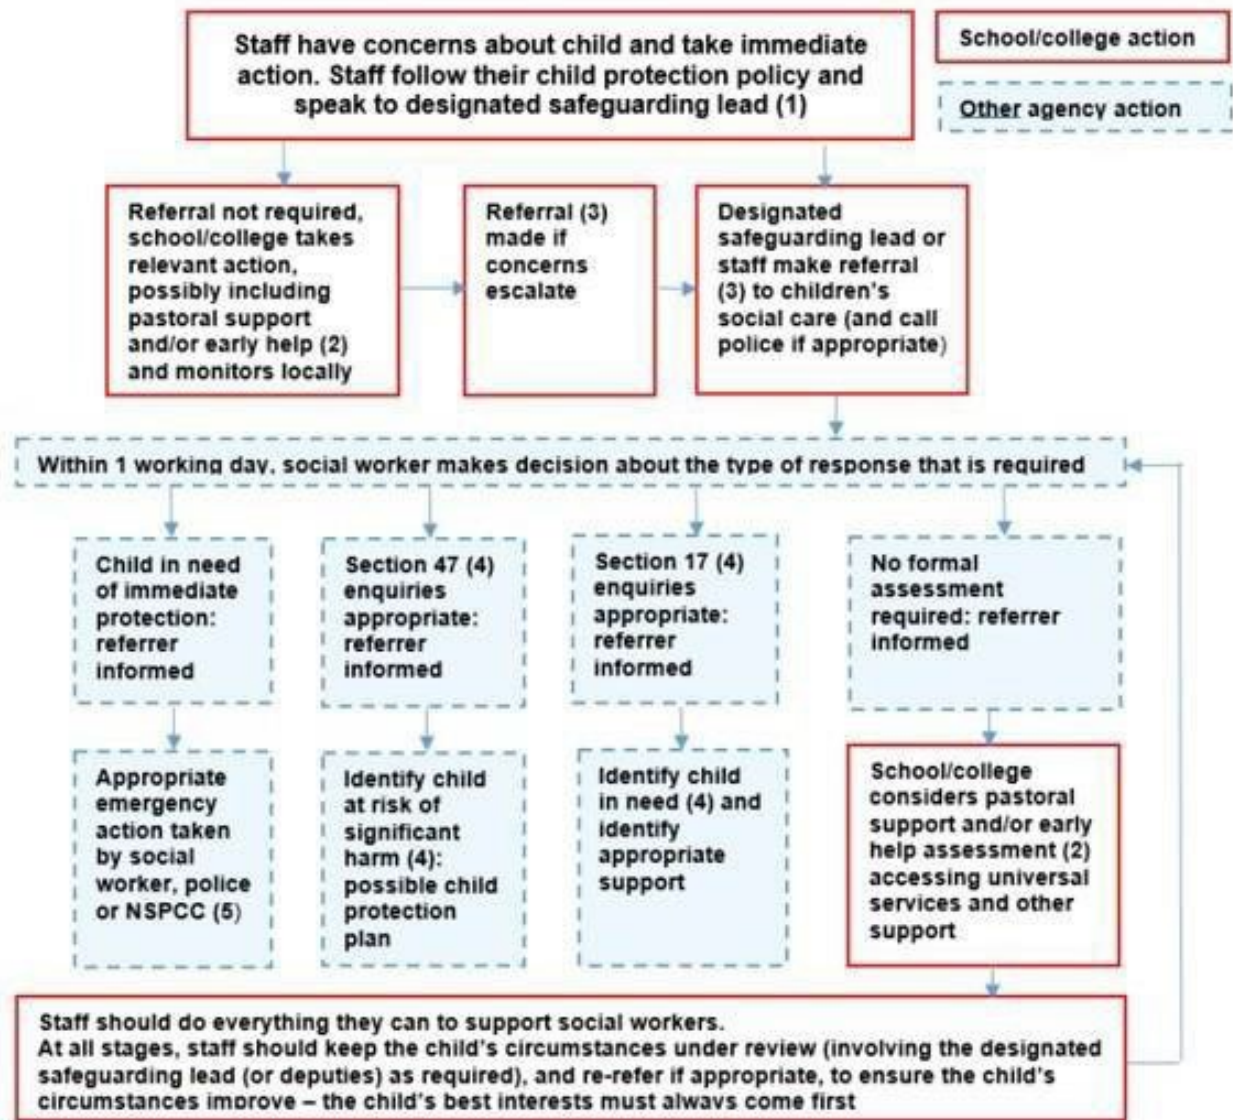 Staff have concerns about child and take immediate
action. Staff follow their child protection policy and
speak to designated safeguarding lead (1)
School/college action
Other agency action
Referral not required,
school/college takes
relevant action,
possibly including
pastoral support
and/or early help (2)
and monitors locally
Referral (3)
made if
concerns
escalate
Designated
safeguarding lead or
staff make referral
(3) to children's
social care (and call
police if appropriate)
Within 1 working day, social worker makes decision about the type of response that is required
Child in need
of immediate
protection:
referrer
informed
Section 47 (4)
enquiries
appropriate:
referrer
informed
Section 17 (4)
enquiries
appropriate:
referrer
informed
No formal
assessment
required: referrer
informed
Appropriate
emergency
action taken
by social
worker, police
or NSPCC (5)
Identify child
at risk of
significant
harm (4):
possible child
protection
plan
Identify child
in need (4) and
identify
appropriate
support
School/college
considers pastoral
support and/or early
help assessment (2)
accessing universal
services and other
support
Staff should do everything they can to support social workers.
At all stages, staff should keep the child's circumstances under review (involving the designated
safeguarding lead (or deputies) as required), and re-refer if appropriate, to ensure the child's
circumstances improve – the child's best interests must always come first